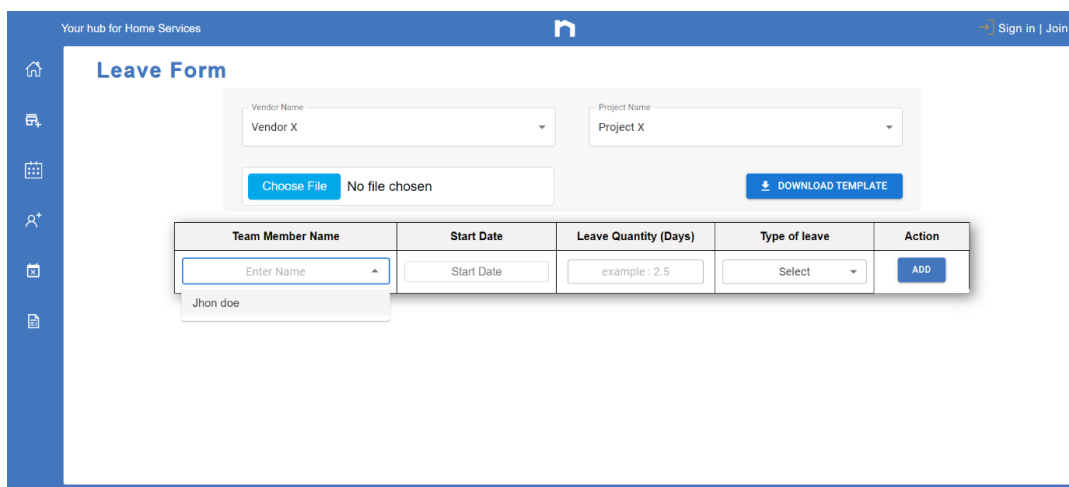 Your hub for Home Services
n
Sign in | Join
Leave Form
Vendor Name
Project Name
Vendor X
Project X
Choose File No file chosen
DOWNLOAD TEMPLATE
Team Member Name Start Date Leave Quantity (Days) Type of leave Action
Enter Name Start Date example : 2.5 Select ADD
Jhon doe